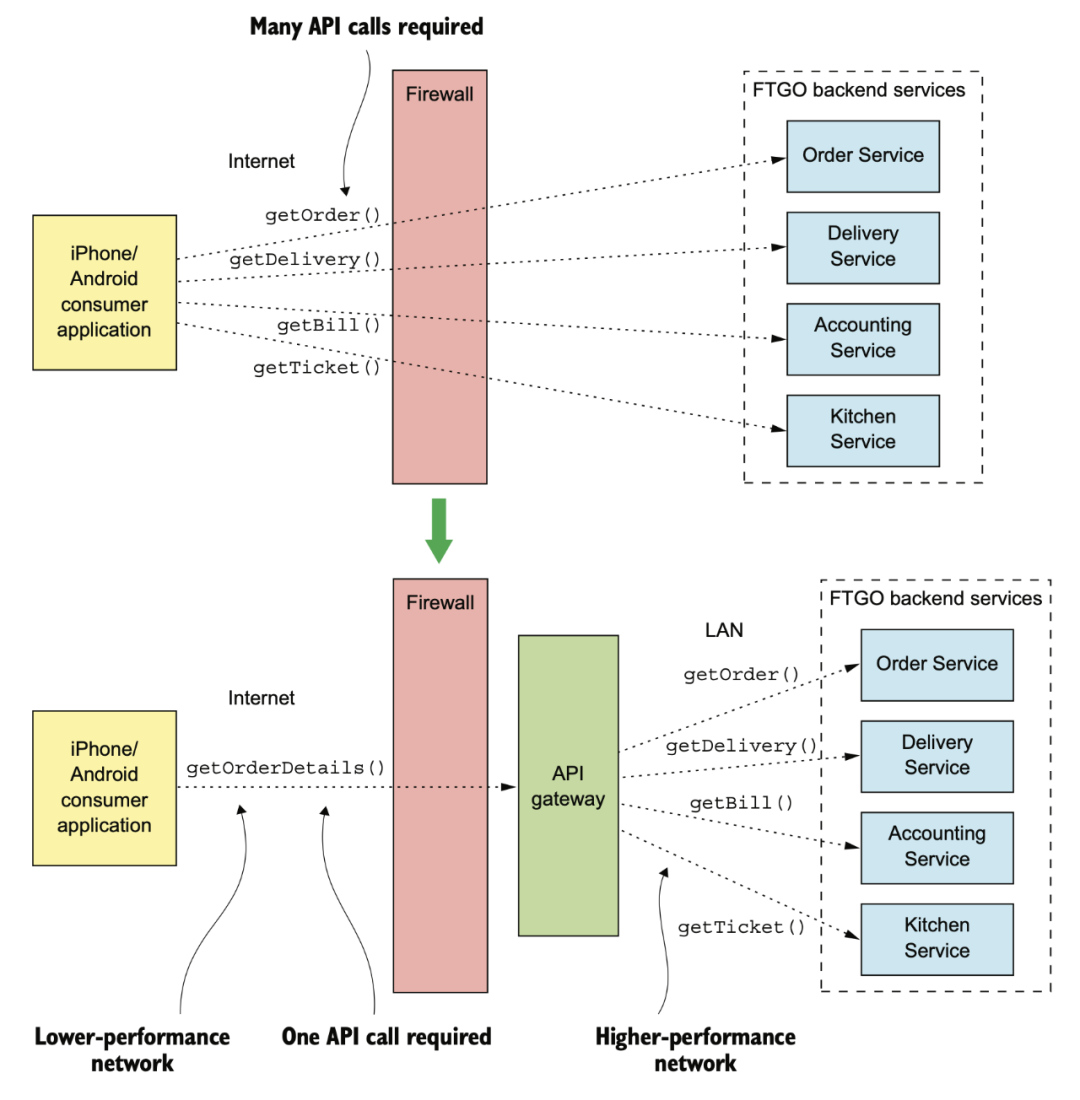 Many API calls required
Firewall
FTGO backend services
Order Service
Internet
getOrder()
Delivery
Service
getDelivery()
iPhone/
Android
consumer
application
getBill()
Accounting
Service
getTicket()
Kitchen
Service
Firewall
FTGO backend services
LAN
Order Service
getOrder()
Internet
getDelivery()
Delivery
Service
iPhone/
Android
consumer
application
getOrderDetails()
API
gateway
getBill()
Accounting
Service
getTicket()
Kitchen
Service
Lower-performance
network
One API call required
Higher-performance
network